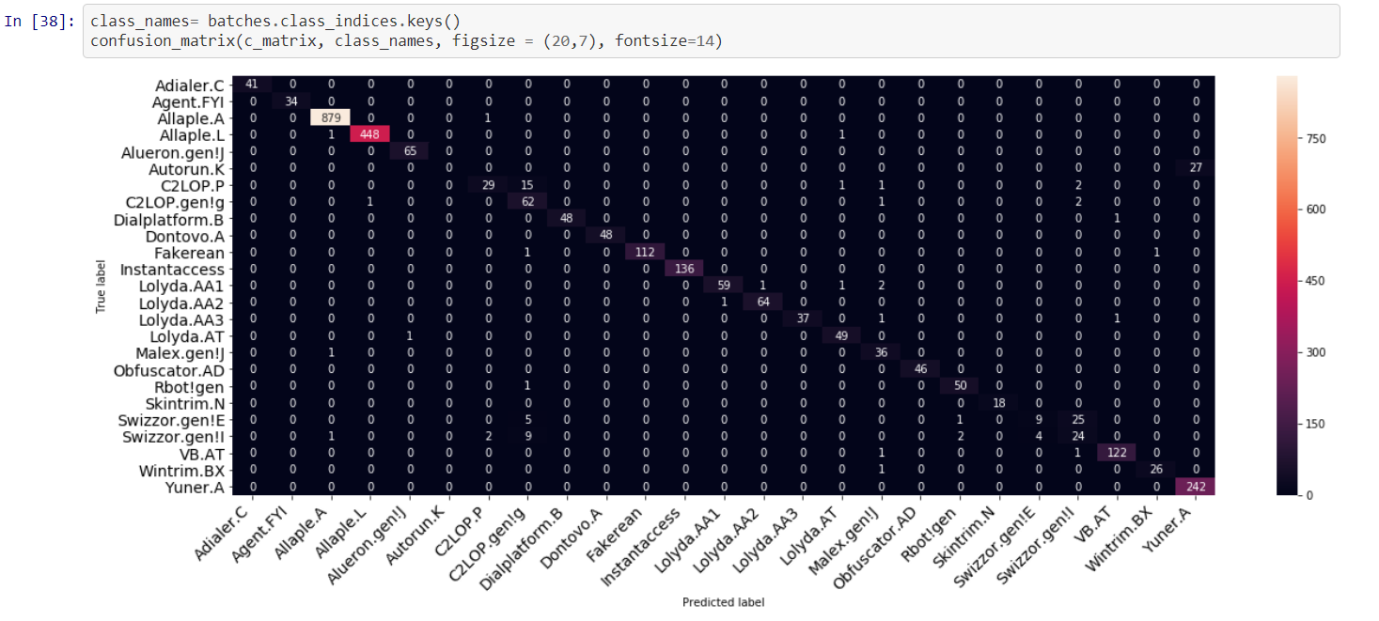 In [38]: class_names= batches.class_indices.keys()
confusion_matrix(c_matrix, class_names, figsize = (20,7), fontsize=14)
Adialer.C 41 0 0 0 0 0 0 0 0 0 0 0 0 0 0 0 0 0 0 0 0 0 0 0 0
Agent.FYI 0 34 0 0 0 0 0 0 0 0 0 0 0 0 0 0 0 0 0 0 0 0 0 0 0
Allaple.A 0 0 879 0 0 0 1 0 0 0 0 0 0 0 0 0 0 0 0 0 0 0 0 0 0
Allaple.L 0 0 1 448 0 0 0 0 0 0 0 0 0 0 0 1 0 0 0 0 0 0 0 0 0
Alueron.gen!J 0 0 0 0 65 0 0 0 0 0 0 0 0 0 0 0 0 0 0 0 0 0 0 0 0
Autorun.K 0 0 0 0 0 0 0 0 0 0 0 0 0 0 0 0 0 0 0 0 0 0 0 0 27
C2LOP.P 0 0 0 0 0 0 29 15 0 0 0 0 0 0 0 1 1 0 0 0 0 2 0 0 0
C2LOP.gen!g 0 0 0 1 0 0 0 62 0 0 0 0 0 0 0 0 1 0 0 0 0 2 0 0 0
Dialplatform.B 0 0 0 0 0 0 0 0 48 0 0 0 0 0 0 0 0 0 0 0 0 0 1 0 0
Dontovo.A 0 0 0 0 0 0 0 0 0 48 0 0 0 0 0 0 0 0 0 0 0 0 0 0 0
Fakerean 0 0 0 0 0 0 0 1 0 0 112 0 0 0 0 0 0 0 0 0 0 0 0 1 0
Instantaccess 0 0 0 0 0 0 0 0 0 0 0 136 0 0 0 0 0 0 0 0 0 0 0 0 0
Lolyda.AA1 0 0 0 0 0 0 0 0 0 0 0 0 59 1 0 1 2 0 0 0 0 0 0 0 0
Lolyda.AA2 0 0 0 0 0 0 0 0 0 0 0 0 1 64 0 0 0 0 0 0 0 0 0 0 0
Lolyda.AA3 0 0 0 0 0 0 0 0 0 0 0 0 0 0 37 0 1 0 0 0 0 0 1 0 0
Lolyda.AT 0 0 0 0 1 0 0 0 0 0 0 0 0 0 0 49 0 0 0 0 0 0 0 0 0
Malex.gen!J 0 0 1 0 0 0 0 0 0 0 0 0 0 0 0 0 36 0 0 0 0 0 0 0 0
Obfuscator.AD 0 0 0 0 0 0 0 0 0 0 0 0 0 0 0 0 0 46 0 0 0 0 0 0 0
Rbot!gen 0 0 0 0 0 0 0 1 0 0 0 0 0 0 0 0 0 0 50 0 0 0 0 0 0
Skintrim.N 0 0 0 0 0 0 0 0 0 0 0 0 0 0 0 0 0 0 0 18 0 0 0 0 0
Swizzor.gen!E 0 0 0 0 0 0 0 5 0 0 0 0 0 0 0 0 0 0 1 0 9 25 0 0 0
Swizzor.gen!I 0 0 1 0 0 0 2 9 0 0 0 0 0 0 0 0 0 0 2 0 4 24 0 0 0
VB.AT 0 0 0 0 0 0 0 0 0 0 0 0 0 0 0 0 1 0 0 0 0 1 122 0 0
Wintrim.BX 0 0 0 0 0 0 0 0 0 0 0 0 0 0 0 0 1 0 0 0 0 0 0 26 0
Yuner.A 0 0 0 0 0 0 0 0 0 0 0 0 0 0 0 0 0 0 0 0 0 0 0 0 242
True label
Adialer.C
Agent.FYI
Allaple.A
Allaple.L
Alueron.gen!J
Autorun.K
C2LOP.P
C2LOP.gen!g
Dialplatform.B
Dontovo.A
Fakerean
Instantaccess
Lolyda.AA1
Lolyda.AA2
Lolyda.AA3
Lolyda.AT
Malex.gen!J
Obfuscator.AD
Rbot!gen
Skintrim.N
Swizzor.gen!E
Swizzor.gen!I
VB.AT
Wintrim.BX
Yuner.A
Predicted label
750
600
450
300
150
0